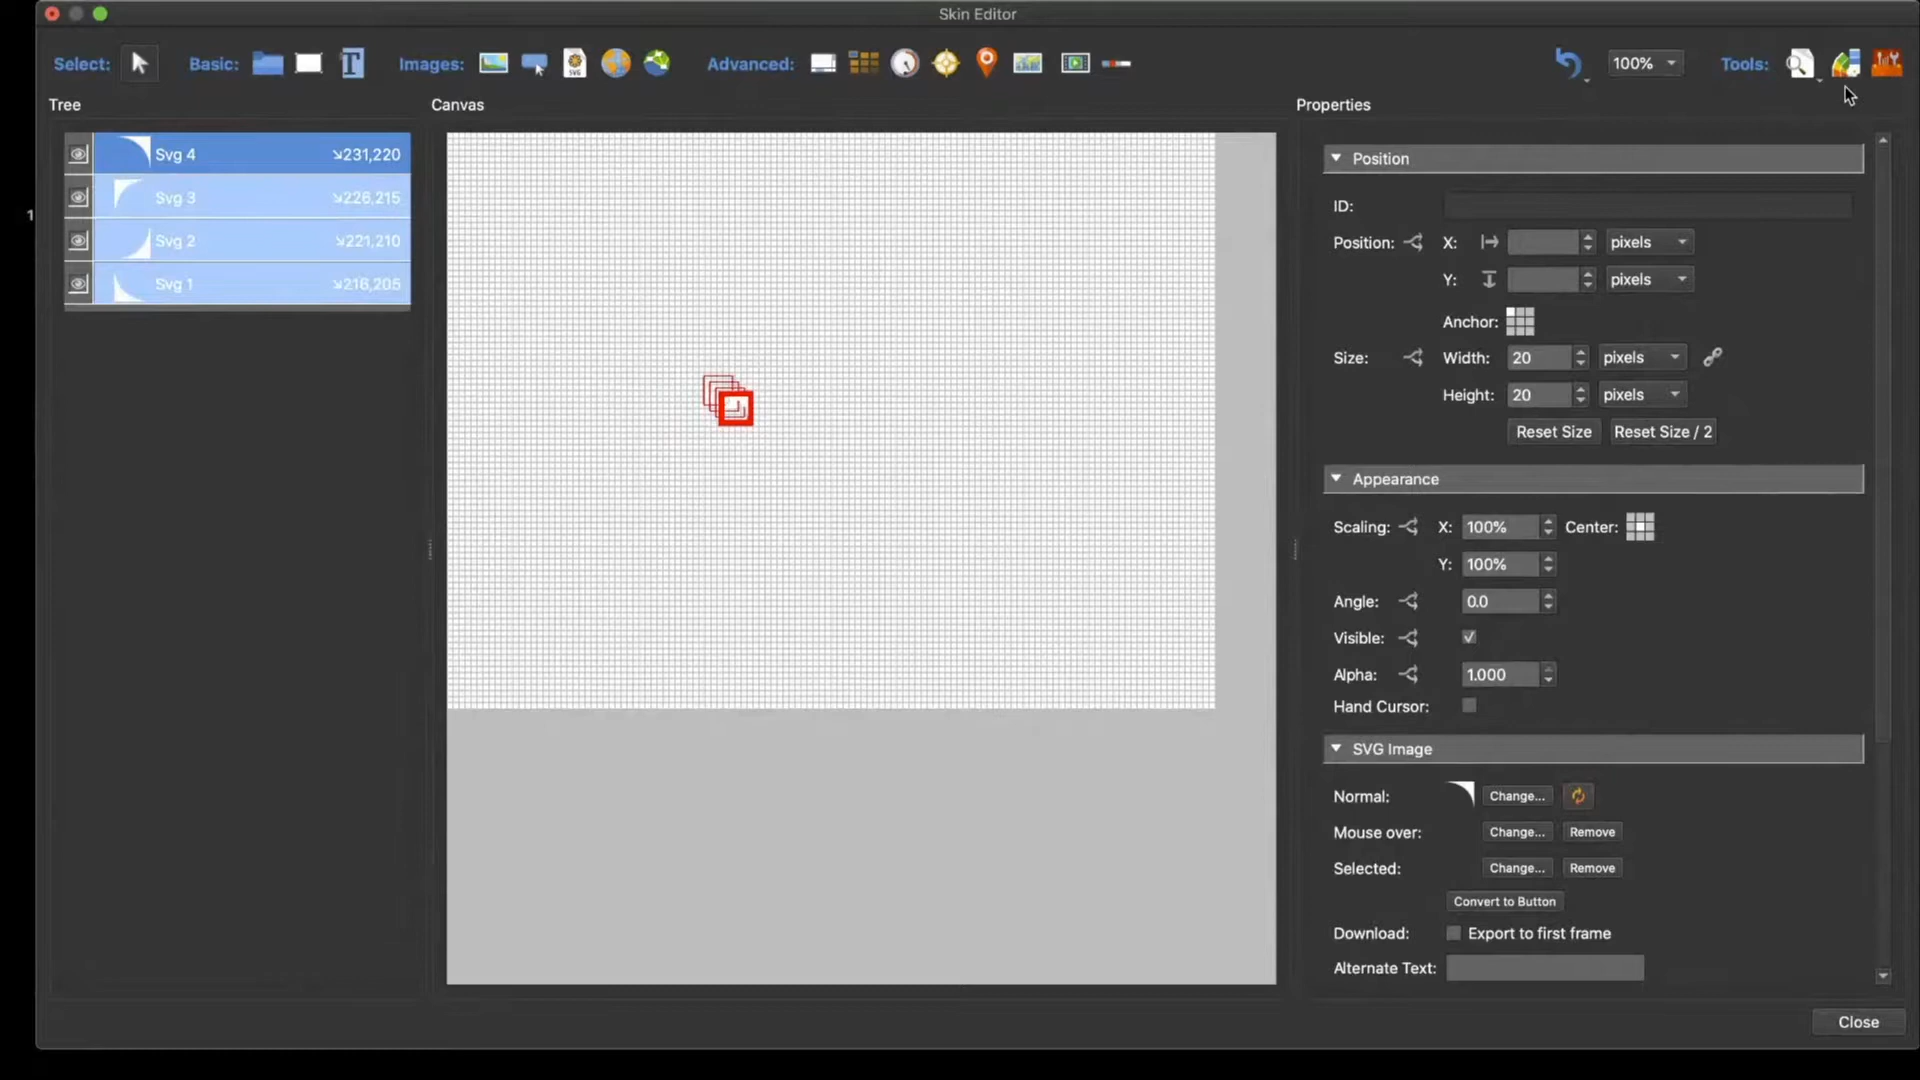 Skin Editor
Select: Basic: T Images: SVG Advanced: 100% Tools:
Tree Canvas Properties
Svg 4 231,220
Svg 3 226,215
Svg 2 221,210
Svg 1 216,205
1
Position
ID:
Position: X: pixels
Y: pixels
Anchor:
Size: Width: 20 pixels
Height: 20 pixels
Reset Size Reset Size / 2
Appearance
Scaling: X: 100% Center:
Y: 100%
Angle: 0.0
Visible:
Alpha: 1.000
Hand Cursor:
SVG Image
Normal: Change...
Mouse over: Change... Remove
Selected: Change... Remove
Convert to Button
Download: Export to first frame
Alternate Text:
Close